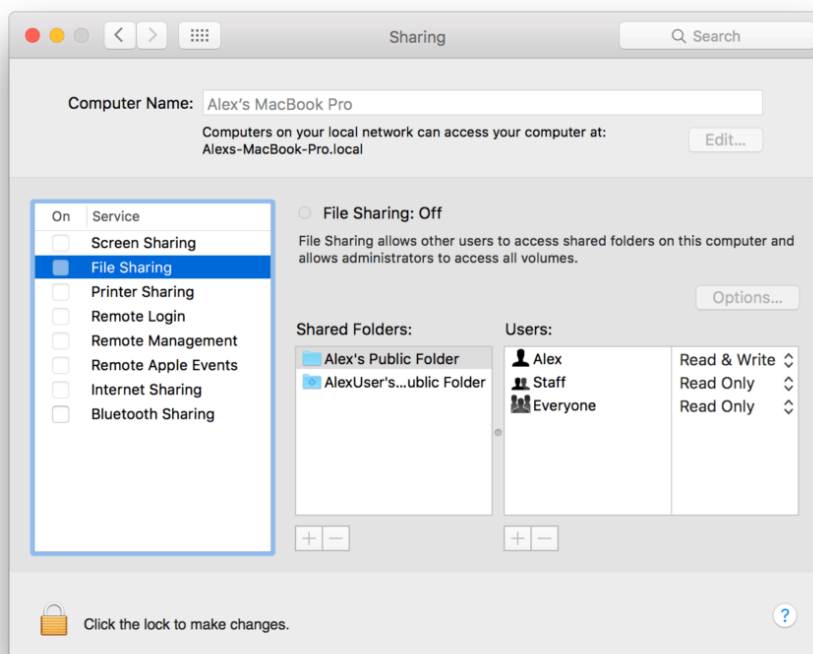 Sharing
Search
Computer Name:
Alex's MacBook Pro
Computers on your local network can access your computer at:
Alexs-MacBook-Pro.local
Edit...
On Service
Screen Sharing
File Sharing
Printer Sharing
Remote Login
Remote Management
Remote Apple Events
Internet Sharing
Bluetooth Sharing
File Sharing: Off
File Sharing allows other users to access shared folders on this computer and
allows administrators to access all volumes.
Options...
Shared Folders:
Alex's Public Folder
AlexUser's...ublic Folder
Users:
Alex Read & Write
Staff Read Only
Everyone Read Only
+ −
+ −
Click the lock to make changes.
?